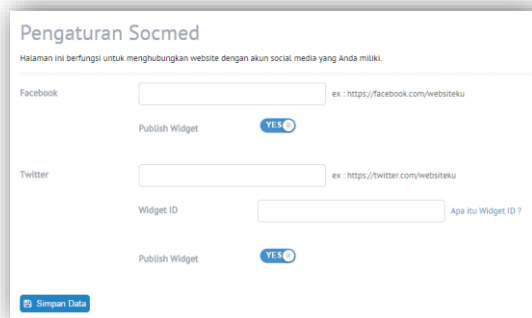 Pengaturan Socmed
Halaman ini berfungsi untuk menghubungkan website dengan akun social media yang Anda miliki.
Facebook
ex : https://facebook.com/websiteku
Publish Widget
YES
Twitter
ex : https://twitter.com/websiteku
Widget ID
Apa itu Widget ID ?
Publish Widget
YES
Simpan Data